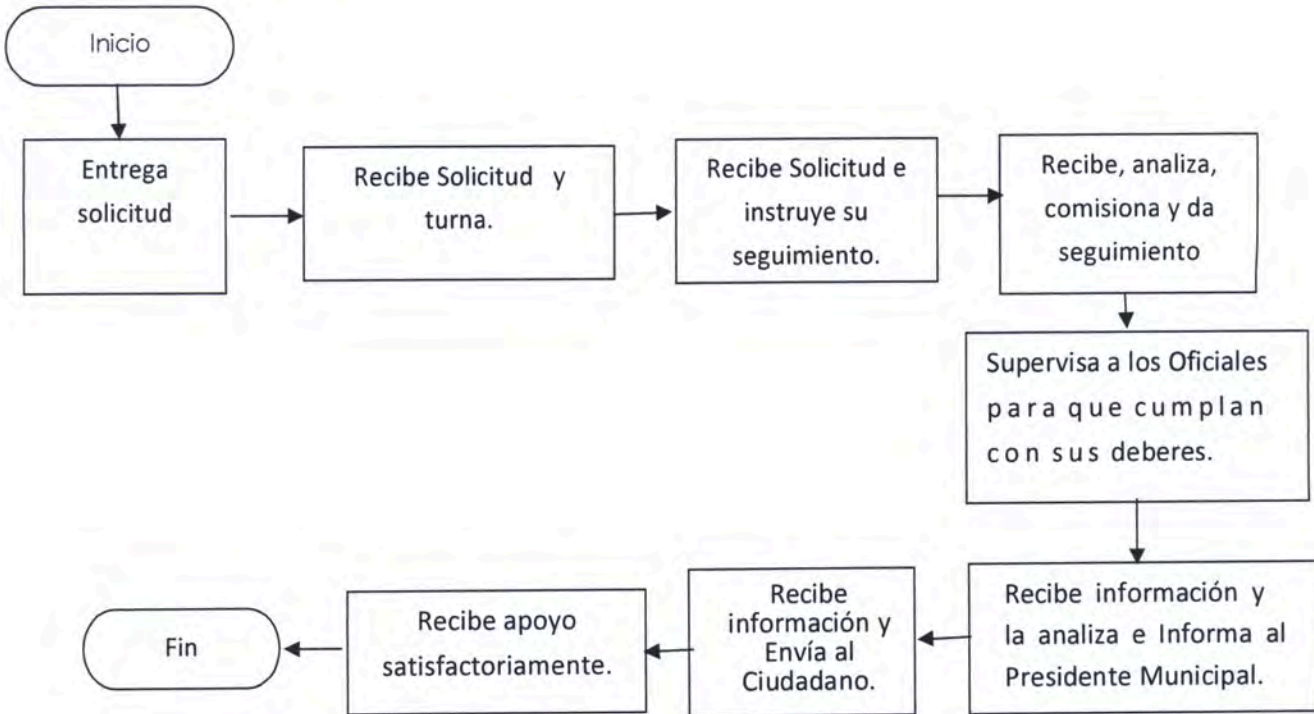 Inicio
Entrega
solicitud
Recibe Solicitud y
turna.
Recibe Solicitud e
instruye su
seguimiento.
Recibe, analiza,
comisiona y da
seguimiento
Supervisa a los Oficiales
para que cumplan
con sus deberes.
Recibe información y
la analiza e Informa al
Presidente Municipal.
Recibe
información y
Envía al
Ciudadano.
Recibe apoyo
satisfactoriamente.
Fin